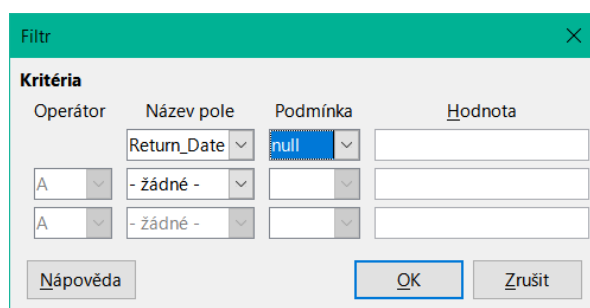 Filtr
Kritéria
Operátor Název pole Podmínka Hodnota
Return_Date null
A - žádné -
A - žádné -
Nápověda OK Zrušit